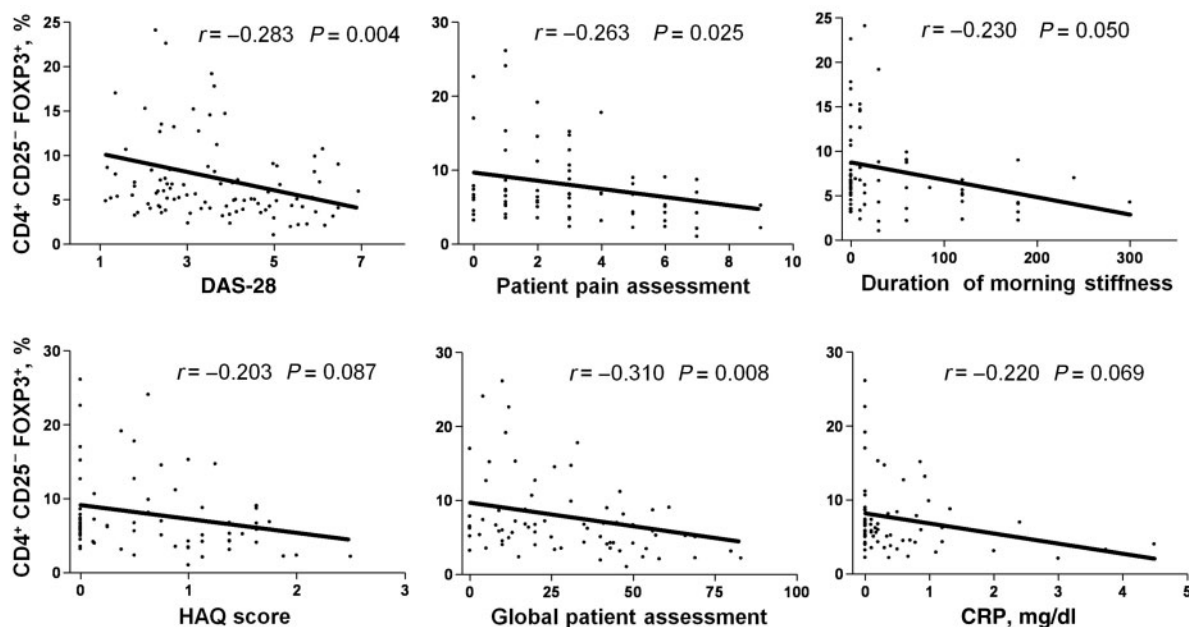 r = –0.283 P = 0.004
CD4⁺ CD25⁻ FOXP3⁺, %
25
20
15
10
5
0
1 3 5 7
DAS-28
r = –0.263 P = 0.025
30
20
10
0
0 2 4 6 8 10
Patient pain assessment
r = –0.230 P = 0.050
25
20
15
10
5
0
0 100 200 300
Duration of morning stiffness
r = –0.203 P = 0.087
CD4⁺ CD25⁻ FOXP3⁺, %
30
20
10
0
0 1 2 3
HAQ score
r = –0.310 P = 0.008
30
20
10
0
0 25 50 75 100
Global patient assessment
r = –0.220 P = 0.069
30
20
10
0
0 1 2 3 4 5
CRP, mg/dl